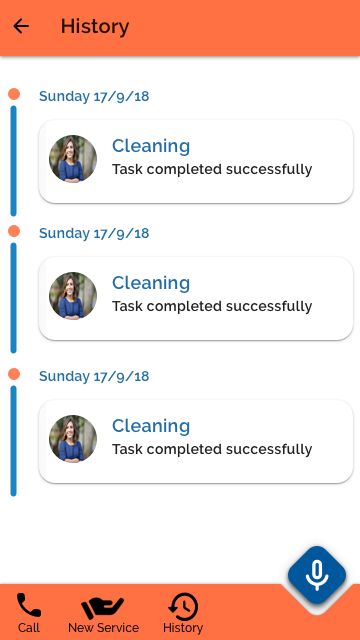 History
Sunday 17/9/18
Cleaning
Task completed successfully
Sunday 17/9/18
Cleaning
Task completed successfully
Sunday 17/9/18
Cleaning
Task completed successfully
Call
New Service
History